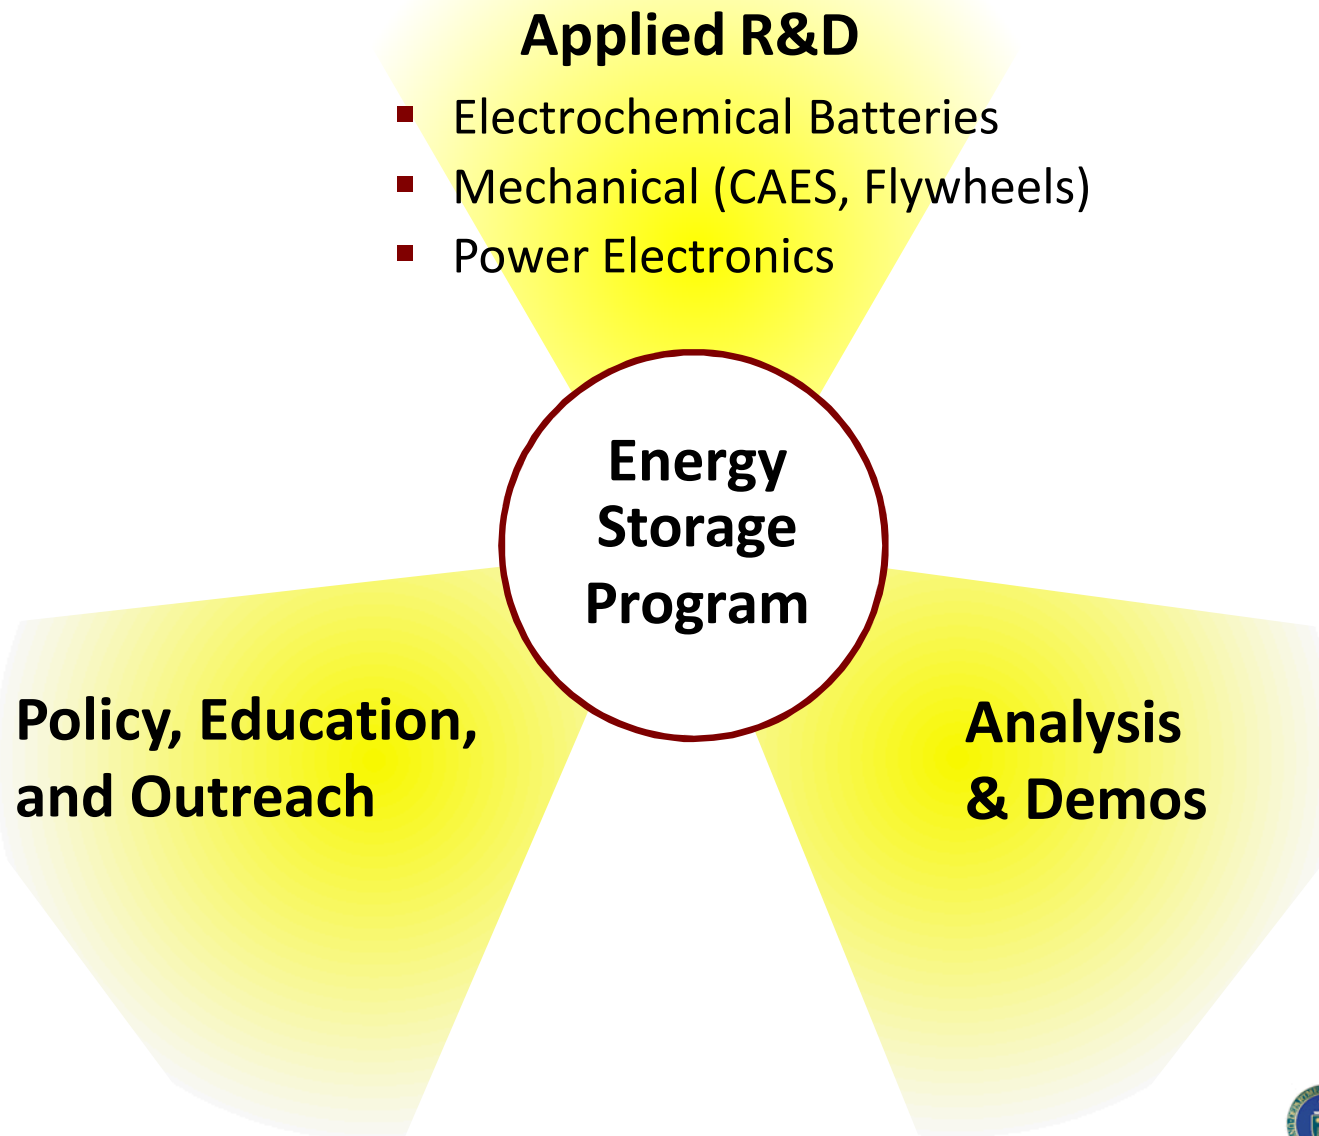 Applied R&D
▪ Electrochemical Batteries
▪ Mechanical (CAES, Flywheels)
▪ Power Electronics
Energy
Storage
Program
Policy, Education,
and Outreach
Analysis
& Demos